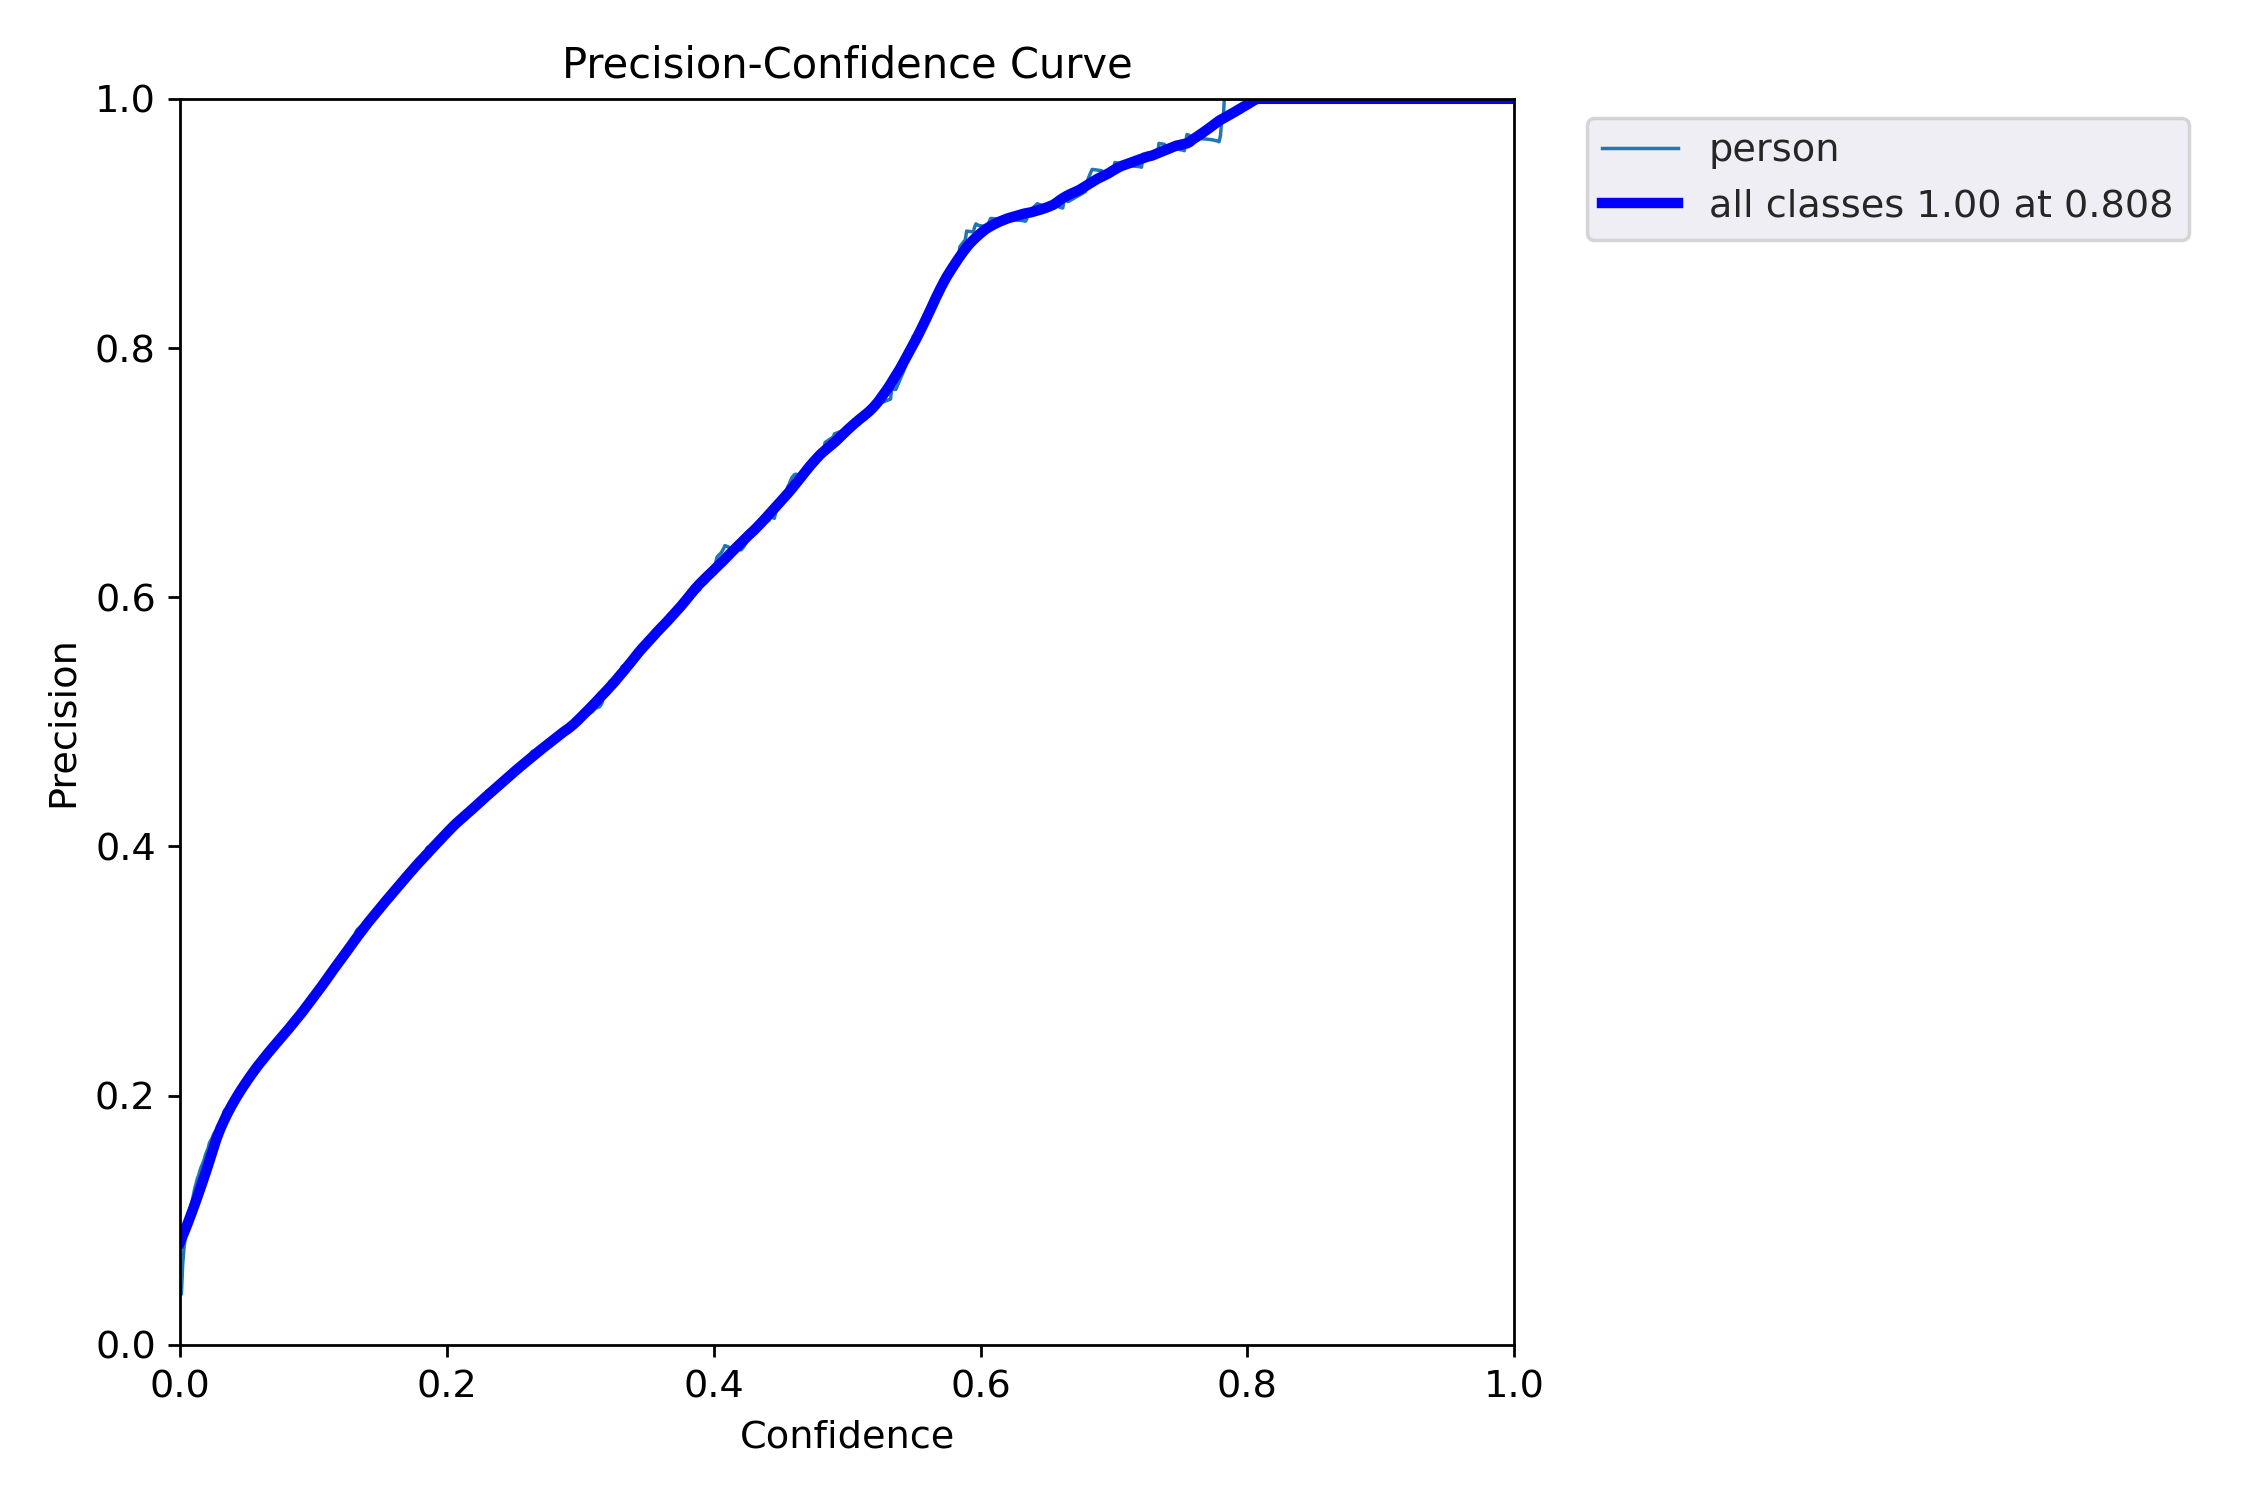 Precision-Confidence Curve
1.0
0.8
0.6
0.4
0.2
0.0
Precision
0.0 0.2 0.4 0.6 0.8 1.0
Confidence
person
all classes 1.00 at 0.808